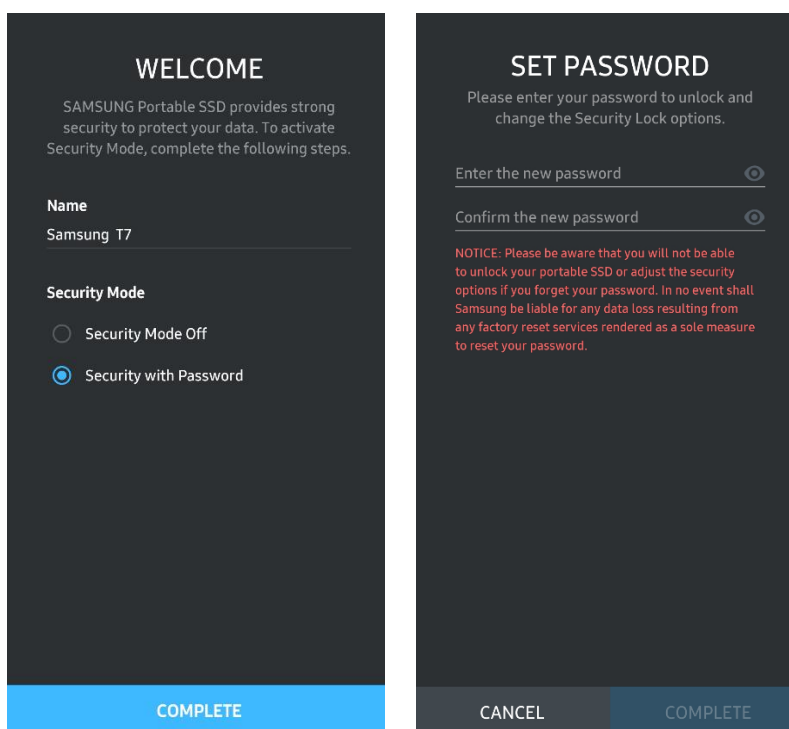 WELCOME
SAMSUNG Portable SSD provides strong
security to protect your data. To activate
Security Mode, complete the following steps.
Name
Samsung T7
Security Mode
Security Mode Off
Security with Password
COMPLETE
SET PASSWORD
Please enter your password to unlock and
change the Security Lock options.
Enter the new password
Confirm the new password
NOTICE: Please be aware that you will not be able
to unlock your portable SSD or adjust the security
options if you forget your password. In no event shall
Samsung be liable for any data loss resulting from
any factory reset services rendered as a sole measure
to reset your password.
CANCEL
COMPLETE